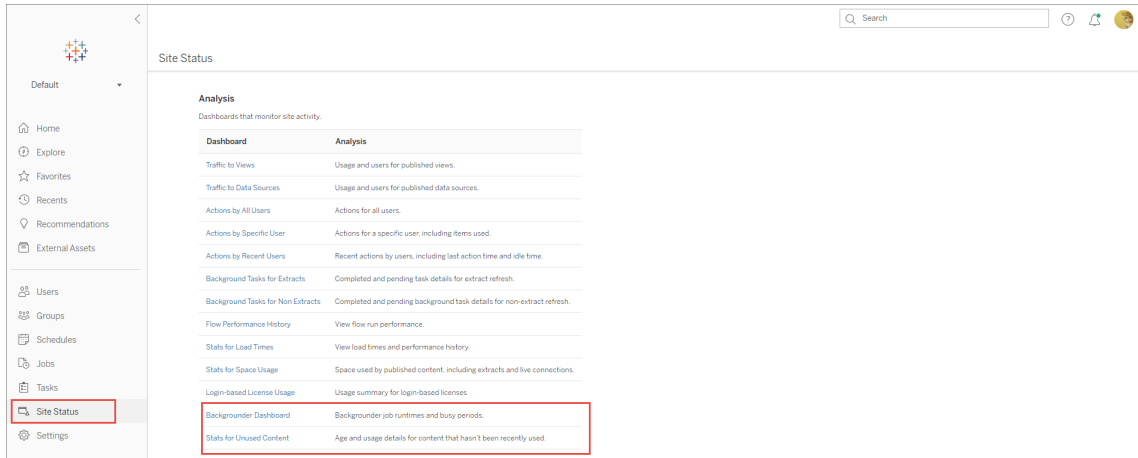 Search
Site Status
Default
Home
Explore
Favorites
Recents
Recommendations
External Assets
Users
Groups
Schedules
Jobs
Tasks
Site Status
Settings
Analysis
Dashboards that monitor site activity.
Dashboard Analysis
Traffic to Views Usage and users for published views.
Traffic to Data Sources Usage and users for published data sources.
Actions by All Users Actions for all users.
Actions by Specific User Actions for a specific user, including items used.
Actions by Recent Users Recent actions by users, including last action time and idle time.
Background Tasks for Extracts Completed and pending task details for extract refresh.
Background Tasks for Non Extracts Completed and pending background task details for non-extract refresh.
Flow Performance History View flow run performance.
Stats for Load Times View load times and performance history.
Stats for Space Usage Space used by published content, including extracts and live connections.
Login-based License Usage Usage summary for login-based licenses
Backgrounder Dashboard Backgrounder job runtimes and busy periods.
Stats for Unused Content Age and usage details for content that hasn't been recently used.